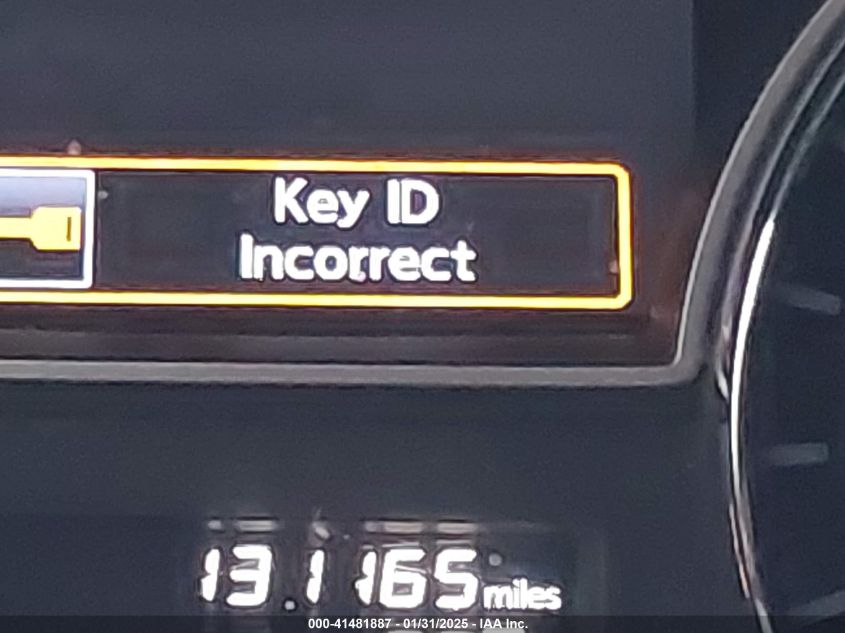 Key ID
Incorrect
131165 miles
000-41481887 - 01/31/2025 - IAA Inc.